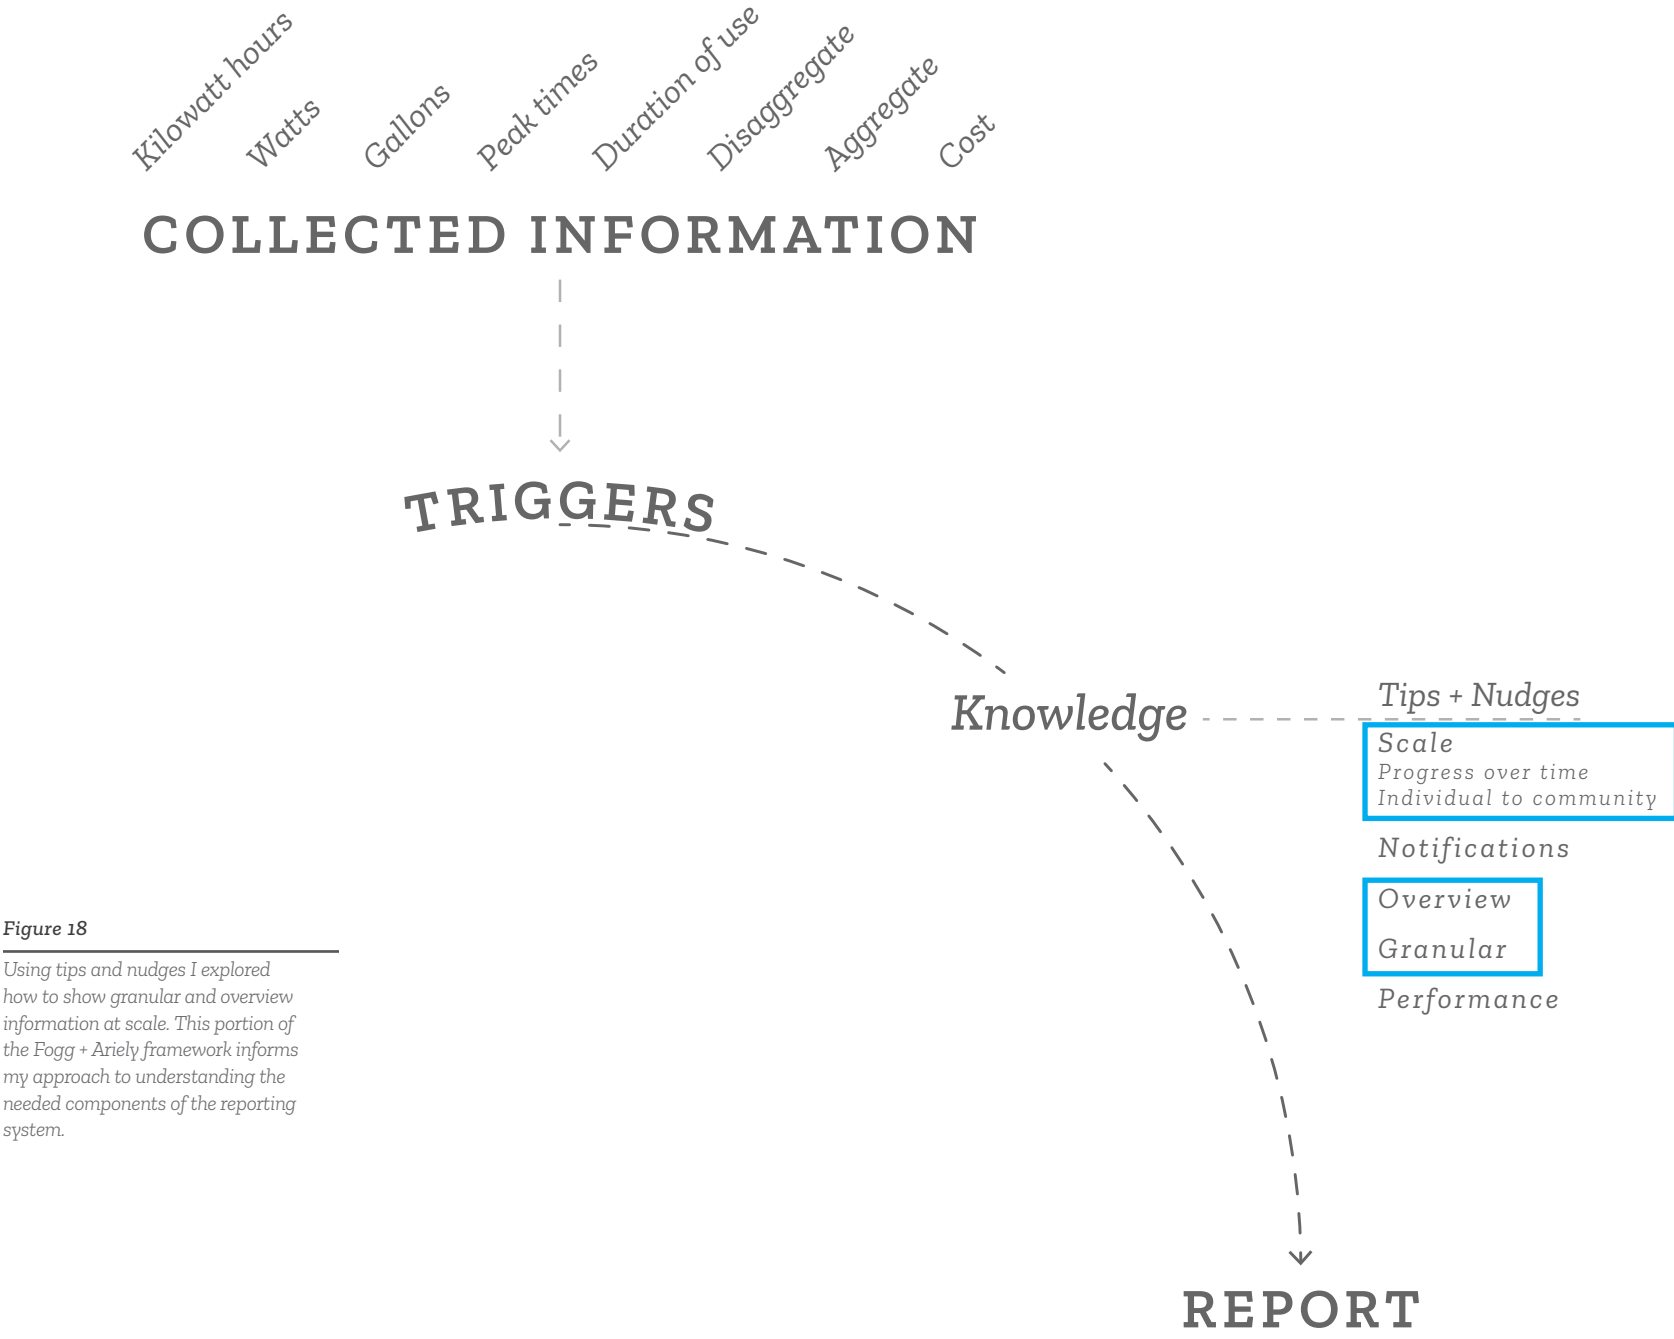 Kilowatt hours
Watts
Gallons
Peak times
Duration of use
Disaggregate
Aggregate
Cost
COLLECTED INFORMATION
TRIGGERS
Knowledge
Tips + Nudges
Scale
Progress over time
Individual to community
Notifications
Overview
Granular
Performance
Figure 18
Using tips and nudges I explored
how to show granular and overview
information at scale. This portion of
the Fogg + Ariely framework informs
my approach to understanding the
needed components of the reporting
system.
REPORT